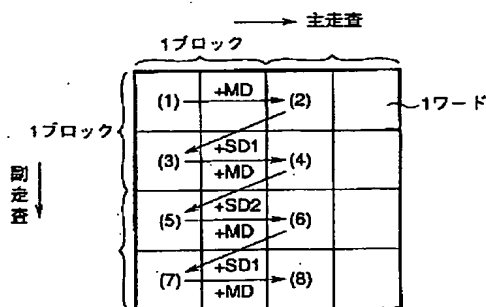 主走査
1ブロック
(1) +MD (2)
1ワード
1ブロック
+SD1
(3) +MD (4)
副走査
+SD2
(5) +MD (6)
+SD1
(7) +MD (8)